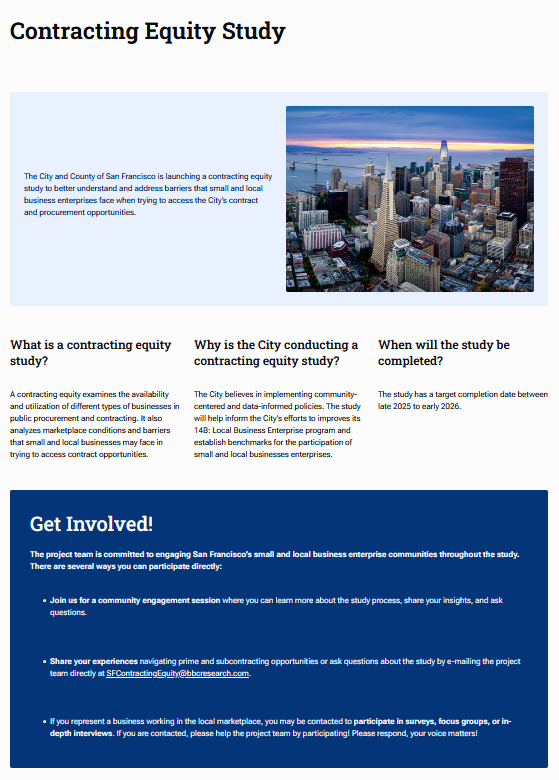 Contracting Equity Study
The City and County of San Francisco is launching a contracting equity
study to better understand and address barriers that small and local
business enterprises face when trying to access the City's contract
and procurement opportunities.
What is a contracting equity
study?
A contracting equity examines the availability
and utilization of different types of businesses in
public procurement and contracting. It also
analyzes marketplace conditions and barriers
that small and local businesses may face in
trying to access contract opportunities.
Why is the City conducting a
contracting equity study?
The City believes in implementing community-
centered and data-informed policies. The study
will help inform the City's efforts to improves its
14B: Local Business Enterprise program and
establish benchmarks for the participation of
small and local businesses enterprises.
When will the study be
completed?
The study has a target completion date between
late 2025 to early 2026.
Get Involved!
The project team is committed to engaging San Francisco's small and local business enterprise communities throughout the study.
There are several ways you can participate directly:
• Join us for a community engagement session where you can learn more about the study process, share your insights, and ask
questions.
• Share your experiences navigating prime and subcontracting opportunities or ask questions about the study by e-mailing the project
team directly at SFContractingEquity@bbcresearch.com.
• If you represent a business working in the local marketplace, you may be contacted to participate in surveys, focus groups, or in-
depth interviews. If you are contacted, please help the project team by participating! Please respond, your voice matters!